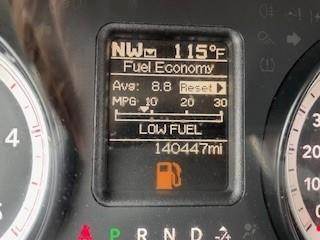 NW 115°F
Fuel Economy
Avg: 8.8 Reset
MPG 10 20 30
LOW FUEL
140447mi
P R N D
4